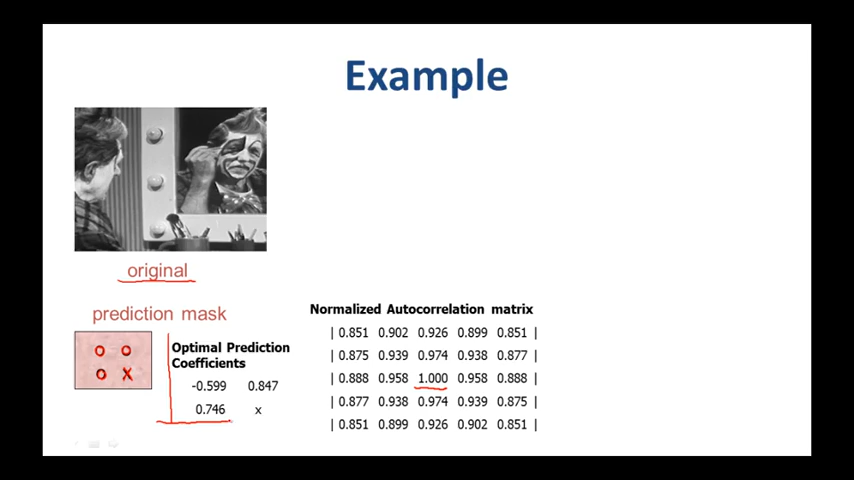 Example
original
prediction mask
o o
o x
Optimal Prediction
Coefficients
-0.599 0.847
0.746 x
Normalized Autocorrelation matrix
| 0.851 0.902 0.926 0.899 0.851 |
| 0.875 0.939 0.974 0.938 0.877 |
| 0.888 0.958 1.000 0.958 0.888 |
| 0.877 0.938 0.974 0.939 0.875 |
| 0.851 0.899 0.926 0.902 0.851 |